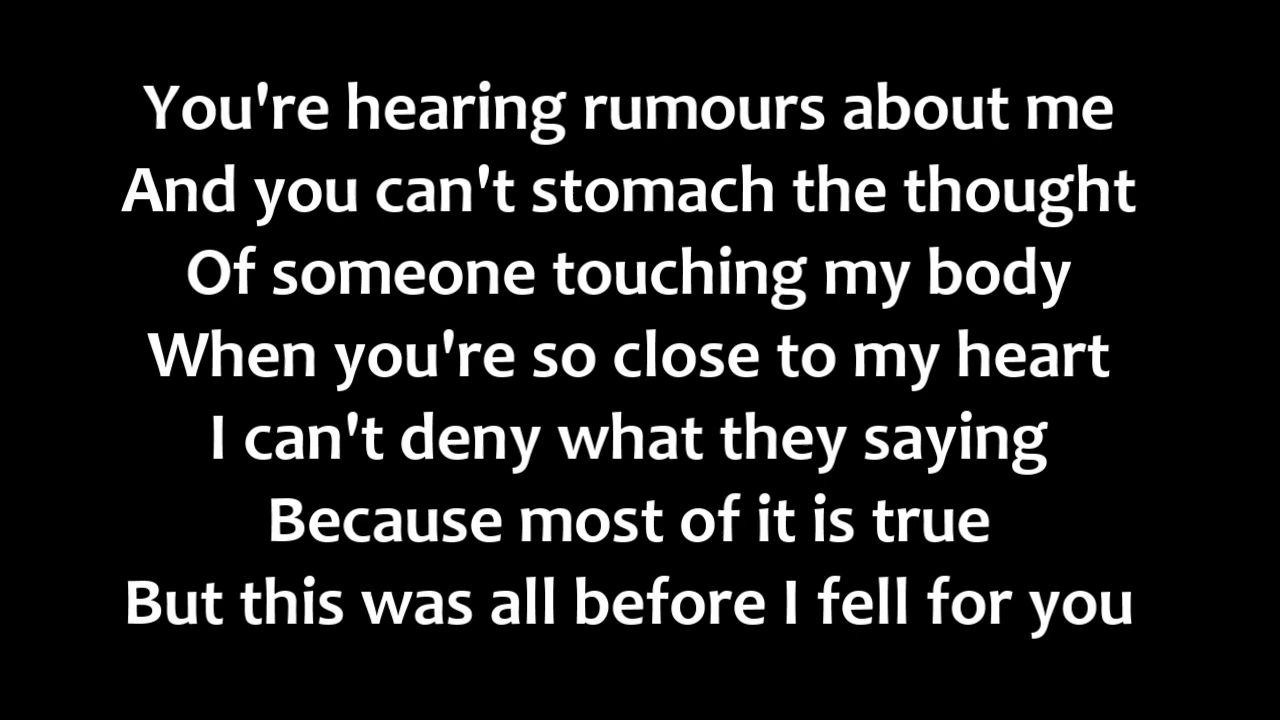 You're hearing rumours about me
And you can't stomach the thought
Of someone touching my body
When you're so close to my heart
I can't deny what they saying
Because most of it is true
But this was all before I fell for you